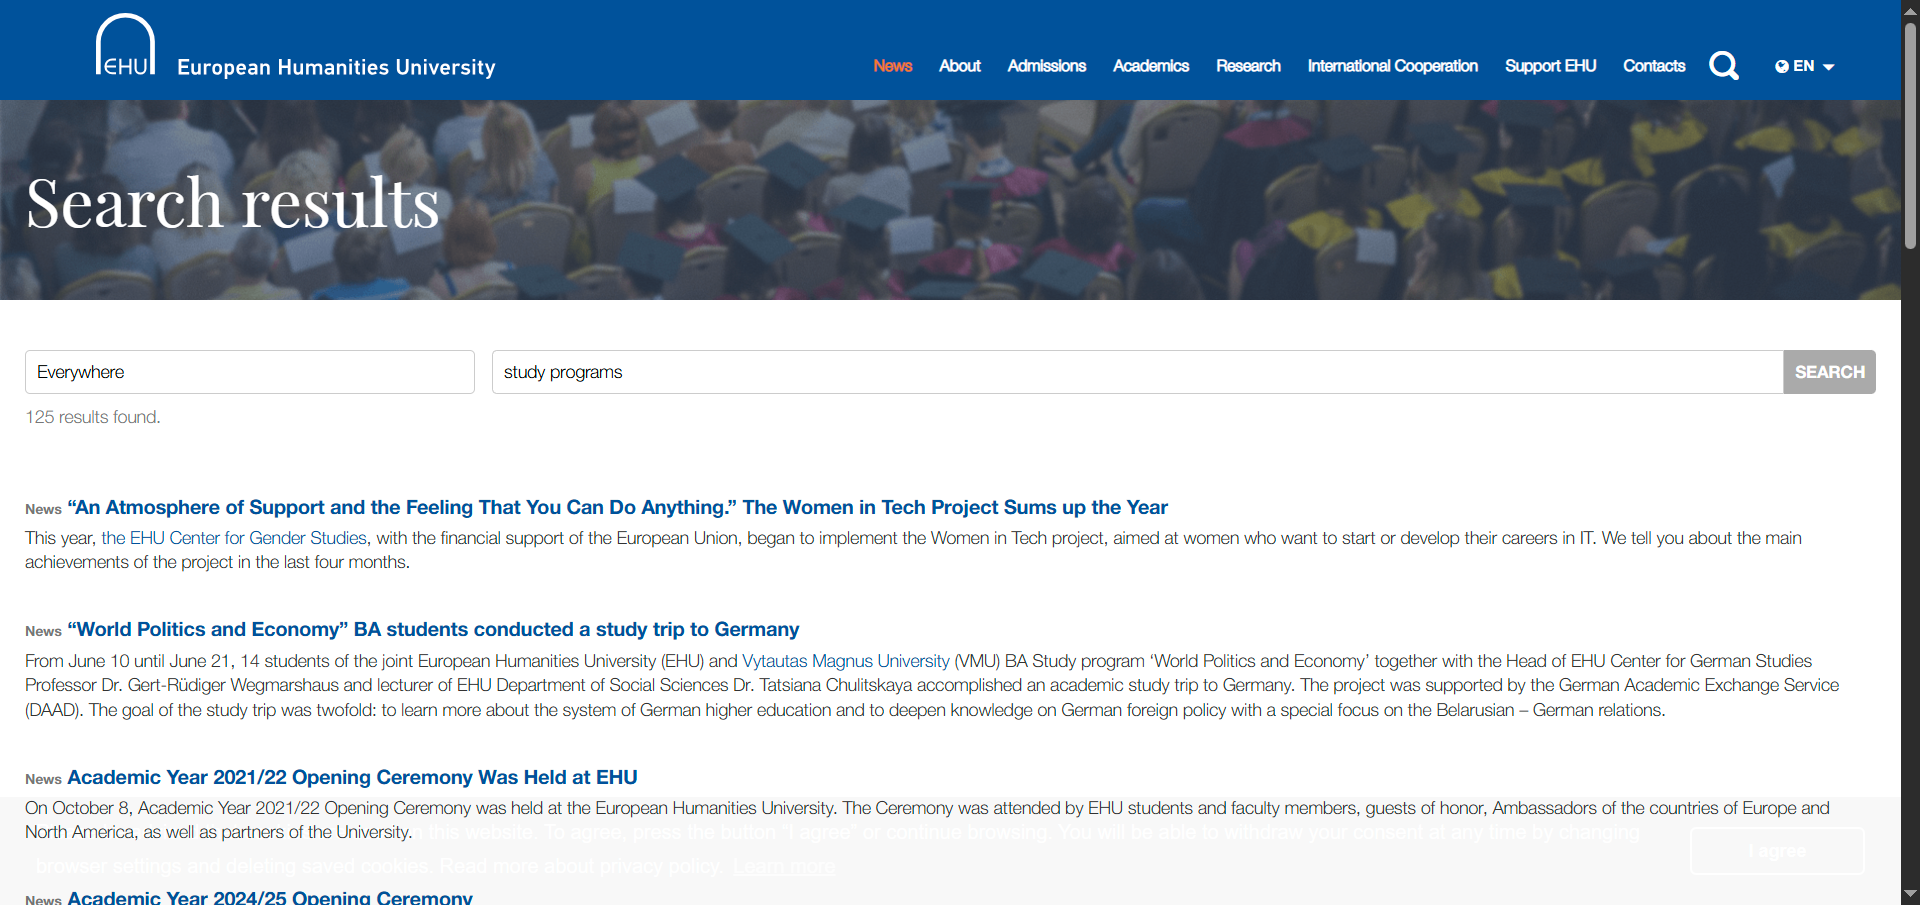 EHU
European Humanities University
News About Admissions Academics Research International Cooperation Support EHU Contacts EN
Search results
Everywhere
study programs
SEARCH
125 results found.
News “An Atmosphere of Support and the Feeling That You Can Do Anything.” The Women in Tech Project Sums up the Year
This year, the EHU Center for Gender Studies, with the financial support of the European Union, began to implement the Women in Tech project, aimed at women who want to start or develop their careers in IT. We tell you about the main
achievements of the project in the last four months.
News “World Politics and Economy” BA students conducted a study trip to Germany
From June 10 until June 21, 14 students of the joint European Humanities University (EHU) and Vytautas Magnus University (VMU) BA Study program ‘World Politics and Economy’ together with the Head of EHU Center for German Studies
Professor Dr. Gert-Rüdiger Wegmarshaus and lecturer of EHU Department of Social Sciences Dr. Tatsiana Chulitskaya accomplished an academic study trip to Germany. The project was supported by the German Academic Exchange Service
(DAAD). The goal of the study trip was twofold: to learn more about the system of German higher education and to deepen knowledge on German foreign policy with a special focus on the Belarusian – German relations.
News Academic Year 2021/22 Opening Ceremony Was Held at EHU
On October 8, Academic Year 2021/22 Opening Ceremony was held at the European Humanities University. The Ceremony was attended by EHU students and faculty members, guests of honor, Ambassadors of the countries of Europe and
North America, as well as partners of the University.
this website. To agree, press the button "I agree" or continue browsing. You will be able to withdraw your consent at any time by changing
browser settings and deleting saved cookies. Read more about privacy policy. Learn more
I agree
News Academic Year 2024/25 Opening Ceremony